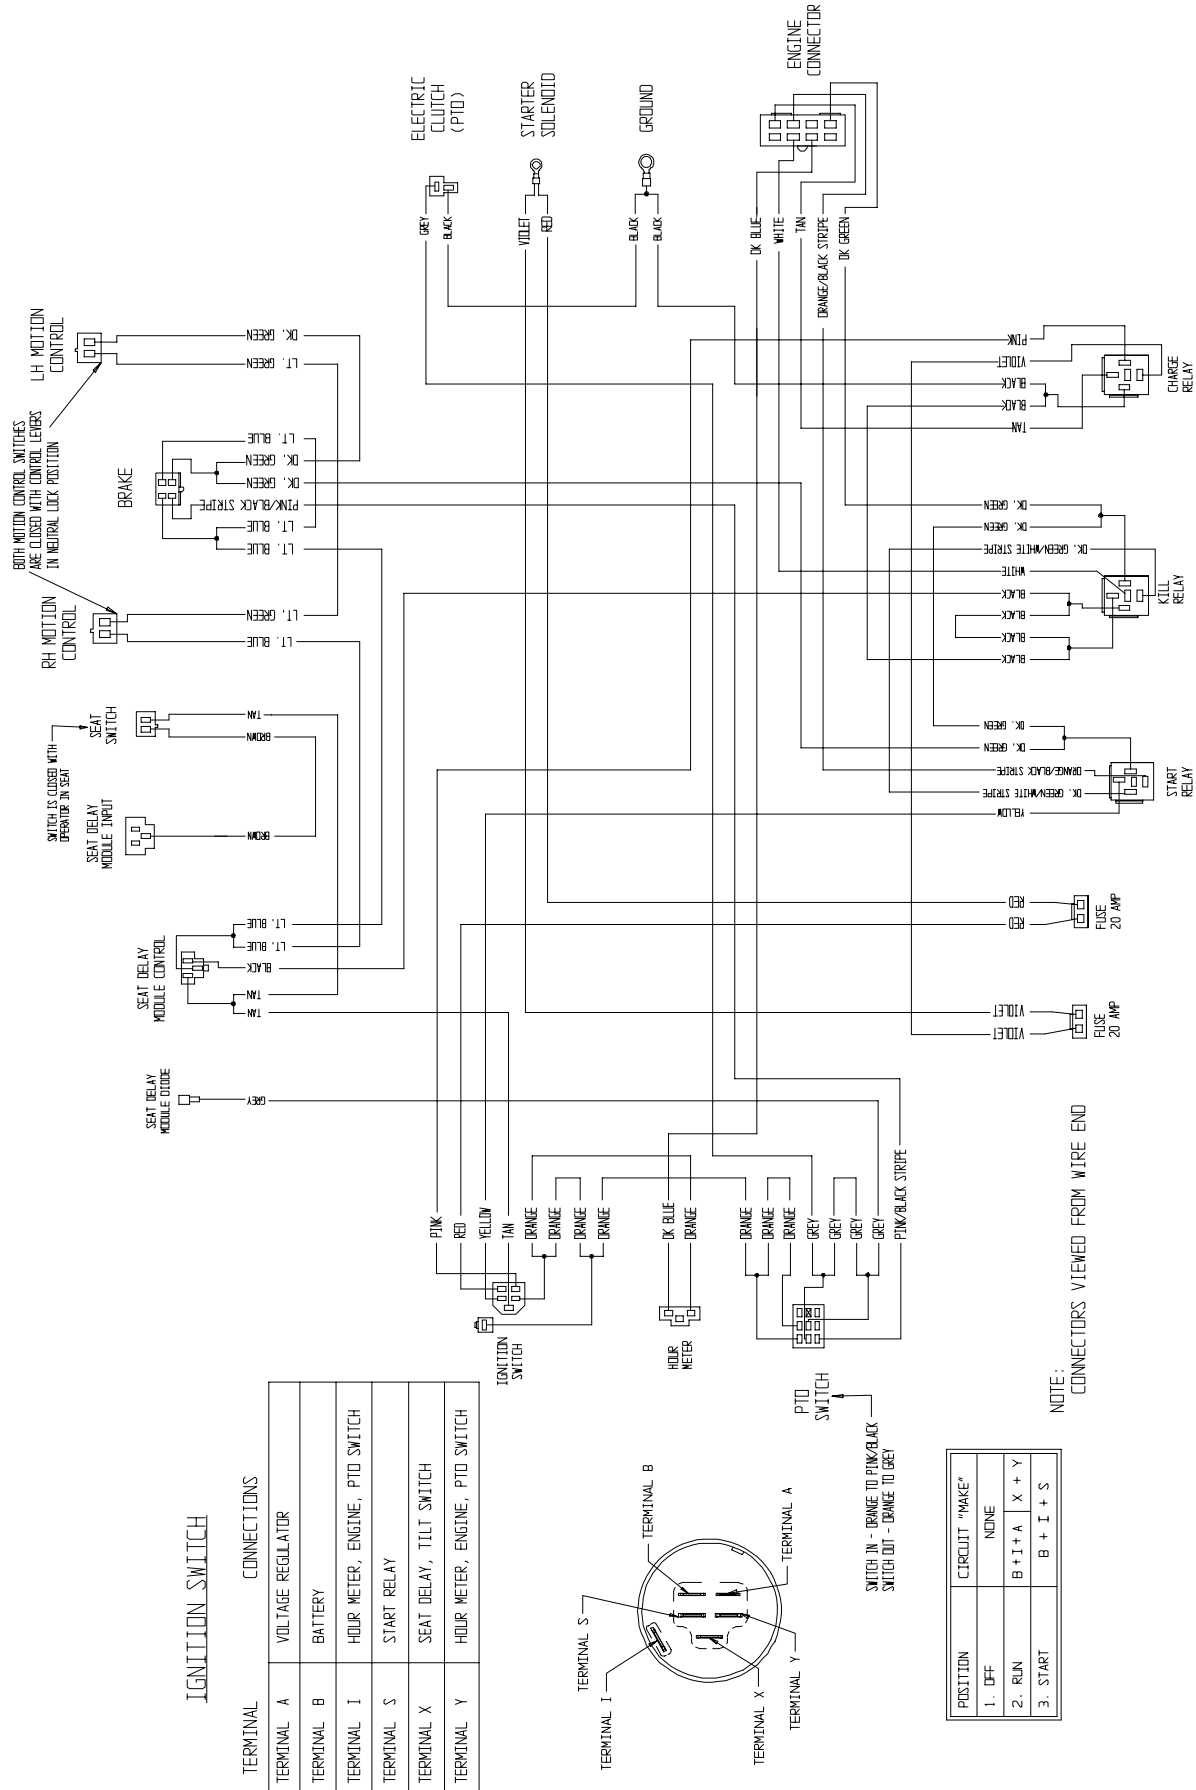 LH MOTION
CONTROL
BOTH MOTION CONTROL SWITCHES
ARE CLOSED WITH CONTROL LEVERS
IN NEUTRAL LOCK POSITION
BRAKE
RH MOTION
CONTROL
SEAT
SWITCH
SWITCH IS CLOSED WITH
OPERATOR IN SEAT
SEAT DELAY
MODULE INPUT
SEAT DELAY
MODULE CONTROL
SEAT DELAY
MODULE DIODE
DK. GREEN
LT. GREEN
LT. BLUE
DK. GREEN
DK. GREEN
PINK/BLACK STRIPE
LT. BLUE
LT. BLUE
LT. GREEN
LT. BLUE
TAN
BROWN
BROWN
LT. BLUE
LT. BLUE
BLACK
TAN
TAN
GREY
ELECTRIC
CLUTCH
(PTO)
STARTER
SOLENOID
GROUND
ENGINE
CONNECTOR
GREY
BLACK
VIOLET
RED
BLACK
BLACK
DK BLUE
WHITE
TAN
ORANGE/BLACK STRIPE
DK GREEN
PINK
VIOLET
BLACK
BLACK
TAN
CHARGE
RELAY
DK. GREEN
DK. GREEN
DK. GREEN/WHITE STRIPE
WHITE
BLACK
BLACK
BLACK
BLACK
KILL
RELAY
DK. GREEN
DK. GREEN
ORANGE/BLACK STRIPE
DK. GREEN/WHITE STRIPE
YELLOW
START
RELAY
RED
RED
FUSE
20 AMP
VIOLET
VIOLET
FUSE
20 AMP
PINK
RED
YELLOW
TAN
ORANGE
ORANGE
ORANGE
ORANGE
DK BLUE
ORANGE
ORANGE
ORANGE
ORANGE
GREY
GREY
GREY
GREY
PINK/BLACK STRIPE
IGNITION
SWITCH
HOUR
METER
PTO
SWITCH
SWITCH IN - ORANGE TO PINK/BLACK
SWITCH OUT - ORANGE TO GREY
NOTE:
CONNECTORS VIEWED FROM WIRE END
IGNITION SWITCH
TERMINAL CONNECTIONS
TERMINAL A VOLTAGE REGULATOR
TERMINAL B BATTERY
TERMINAL I HOUR METER, ENGINE, PTO SWITCH
TERMINAL S START RELAY
TERMINAL X SEAT DELAY, TILT SWITCH
TERMINAL Y HOUR METER, ENGINE, PTO SWITCH
TERMINAL I
TERMINAL S
TERMINAL B
TERMINAL A
TERMINAL X
TERMINAL Y
POSITION CIRCUIT "MAKE"
1. OFF NONE
2. RUN B+I+A X + Y
3. START B + I + S